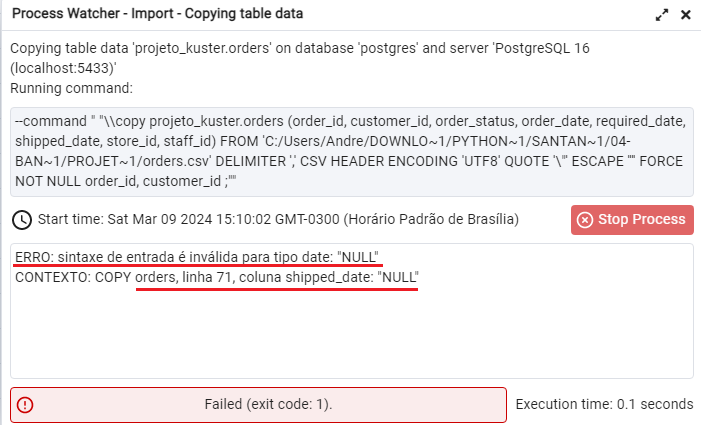 Process Watcher - Import - Copying table data
Copying table data 'projeto_kuster.orders' on database 'postgres' and server 'PostgreSQL 16
(localhost:5433)'
Running command:
--command " "\\copy projeto_kuster.orders (order_id, customer_id, order_status, order_date, required_date,
shipped_date, store_id, staff_id) FROM 'C:/Users/Andre/DOWNLO~1/PYTHON~1/SANTAN~1/04-
BAN~1/PROJET~1/orders.csv' DELIMITER ',' CSV HEADER ENCODING 'UTF8' QUOTE '\"' ESCAPE '''' FORCE
NOT NULL order_id, customer_id ;""
Start time: Sat Mar 09 2024 15:10:02 GMT-0300 (Horário Padrão de Brasília)
Stop Process
ERRO: sintaxe de entrada é inválida para tipo date: "NULL"
CONTEXTO: COPY orders, linha 71, coluna shipped_date: "NULL"
Failed (exit code: 1).
Execution time: 0.1 seconds